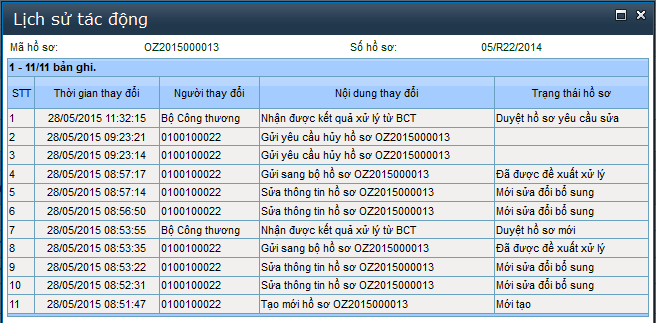 Lịch sử tác động
Mã hồ sơ: OZ2015000013 Số hồ sơ: 05/R22/2014
1 - 11/11 bản ghi.
STT Thời gian thay đổi Người thay đổi Nội dung thay đổi Trạng thái hồ sơ
1 28/05/2015 11:32:15 Bộ Công thương Nhận được kết quả xử lý từ BCT Duyệt hồ sơ yêu cầu sửa
2 28/05/2015 09:23:21 0100100022 Gửi yêu cầu hủy hồ sơ OZ2015000013
3 28/05/2015 09:23:14 0100100022 Gửi yêu cầu hủy hồ sơ OZ2015000013
4 28/05/2015 08:57:17 0100100022 Gửi sang bộ hồ sơ OZ2015000013 Đã được đề xuất xử lý
5 28/05/2015 08:57:14 0100100022 Sửa thông tin hồ sơ OZ2015000013 Mới sửa đổi bổ sung
6 28/05/2015 08:56:50 0100100022 Sửa thông tin hồ sơ OZ2015000013 Mới sửa đổi bổ sung
7 28/05/2015 08:53:55 Bộ Công thương Nhận được kết quả xử lý từ BCT Duyệt hồ sơ mới
8 28/05/2015 08:53:35 0100100022 Gửi sang bộ hồ sơ OZ2015000013 Đã được đề xuất xử lý
9 28/05/2015 08:53:22 0100100022 Sửa thông tin hồ sơ OZ2015000013 Mới sửa đổi bổ sung
10 28/05/2015 08:52:31 0100100022 Sửa thông tin hồ sơ OZ2015000013 Mới sửa đổi bổ sung
11 28/05/2015 08:51:47 0100100022 Tạo mới hồ sơ OZ2015000013 Mới tạo